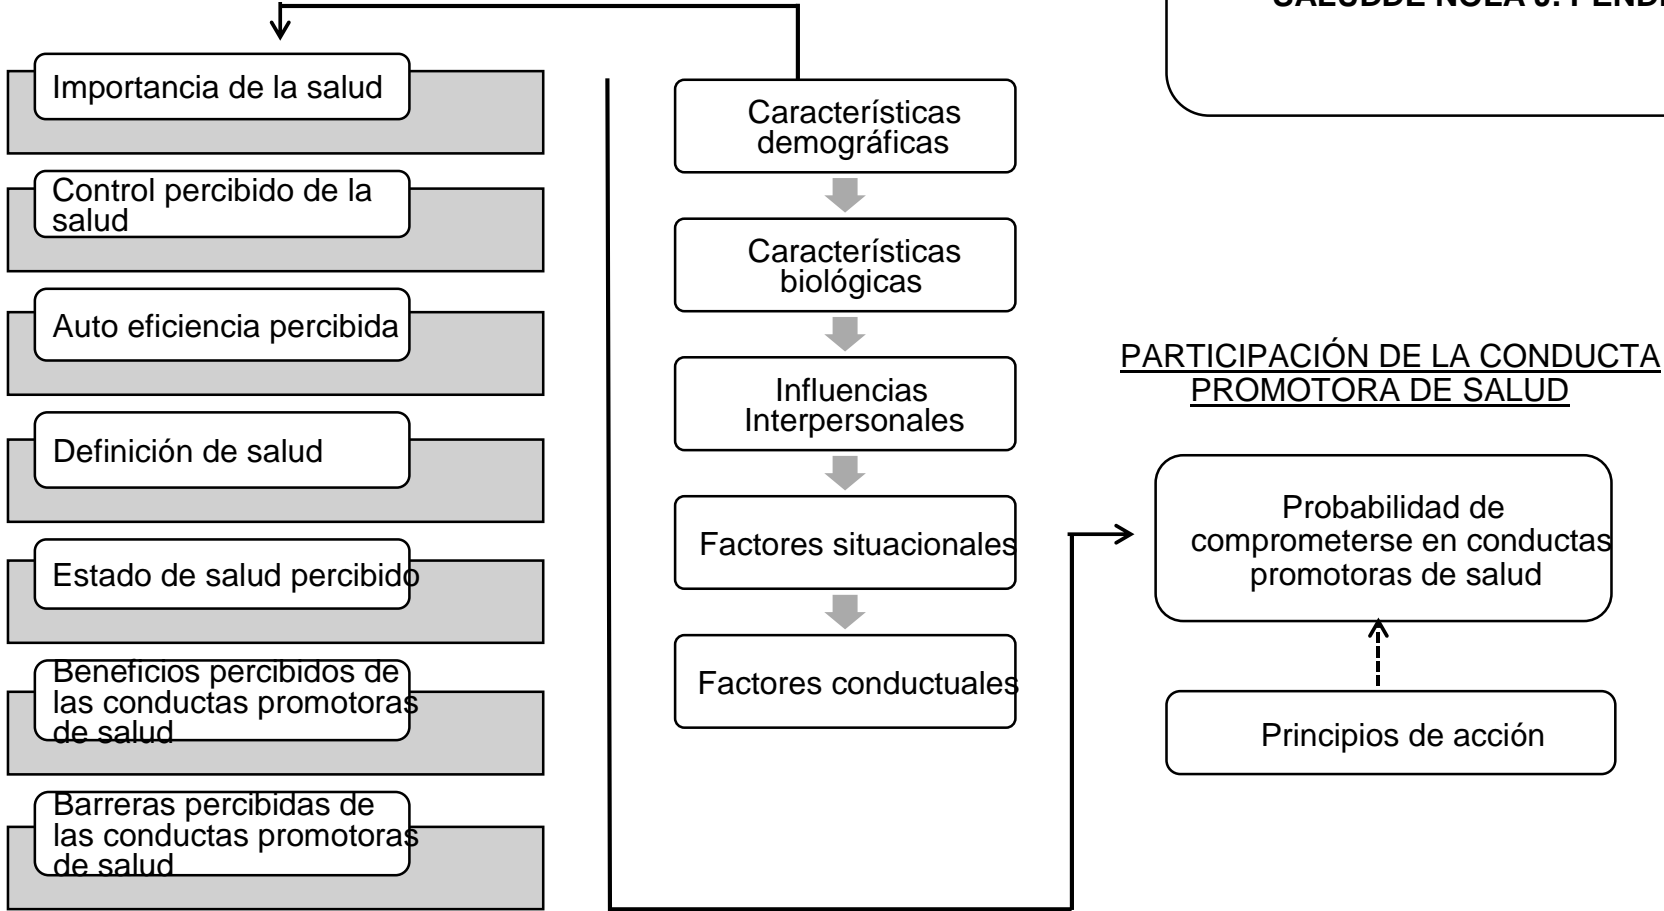 SALUDDE NOLA J. PEND
Importancia de la salud
Control percibido de la
salud
Auto eficiencia percibida
Definición de salud
Estado de salud percibido
Beneficios percibidos de
las conductas promotoras
de salud
Barreras percibidas de
las conductas promotoras
de salud
Característísticas
demográficas
Característísticas
biológicas
Influencias
Interpersonales
Factores situacionales
Factores conductuales
PARTICIPACIÓN DE LA CONDUCTA
PROMOTORA DE SALUD
Probabilidad de
comprometerse en conductas
promotoras de salud
Principios de acción